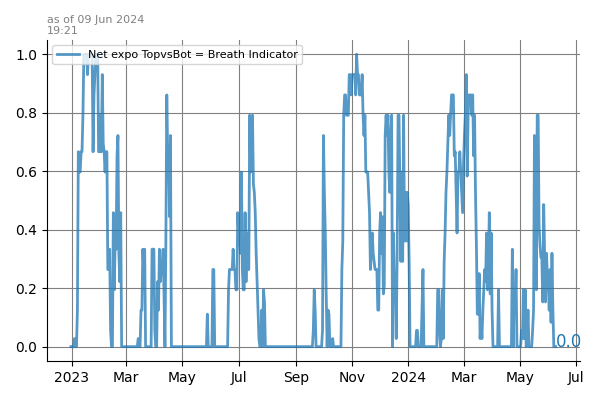 as of 09 Jun 2024
19:21
Net expo TopvsBot = Breath Indicator
1.0
0.8
0.6
0.4
0.2
0.0
0.0
2023 Mar May Jul Sep Nov 2024 Mar May Jul